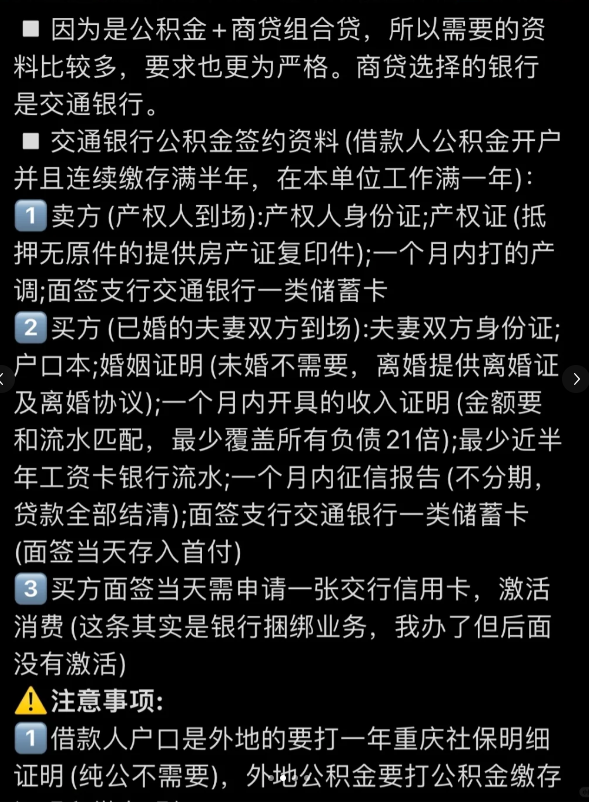 ◽ 因为是公积金+商贷组合贷，所以需要的资
料比较多，要求也更为严格。商贷选择的银行
是交通银行。
◽ 交通银行公积金签约资料(借款人公积金开户
并且连续缴存满半年，在本单位工作满一年)：
1️⃣卖方(产权人到场):产权人身份证;产权证(抵
押无原件的提供房产证复印件);一个月内打的产
调;面签支行交通银行一类储蓄卡
2️⃣买方(已婚的夫妻双方到场):夫妻双方身份证;
户口本;婚姻证明(未婚不需要，离婚提供离婚证
及离婚协议);一个月内开具的收入证明(金额要
和流水匹配，最少覆盖所有负债21倍);最少近半
年工资卡银行流水;一个月内征信报告(不分期，
贷款全部结清);面签支行交通银行一类储蓄卡
(面签当天存入首付)
3️⃣买方面签当天需申请一张交行信用卡，激活
消费(这条其实是银行捆绑业务，我办了但后面
没有激活)
⚠️注意事项:
1️⃣借款人户口是外地的要打一年重庆社保明细
证明(纯公不需要)，外地公积金要打公积金缴存